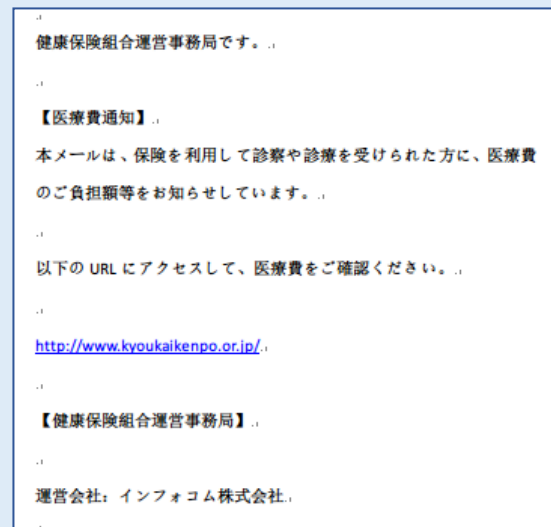 健康保険組合運営事務局です。
【医療費通知】
本メールは、保険を利用して診察や診療を受けられた方に、医療費
のご負担額等をお知らせしています。
以下の URL にアクセスして、医療費をご確認ください。
http://www.kyoukaikenpo.or.jp/
【健康保険組合運営事務局】
運営会社：インフォコム株式会社